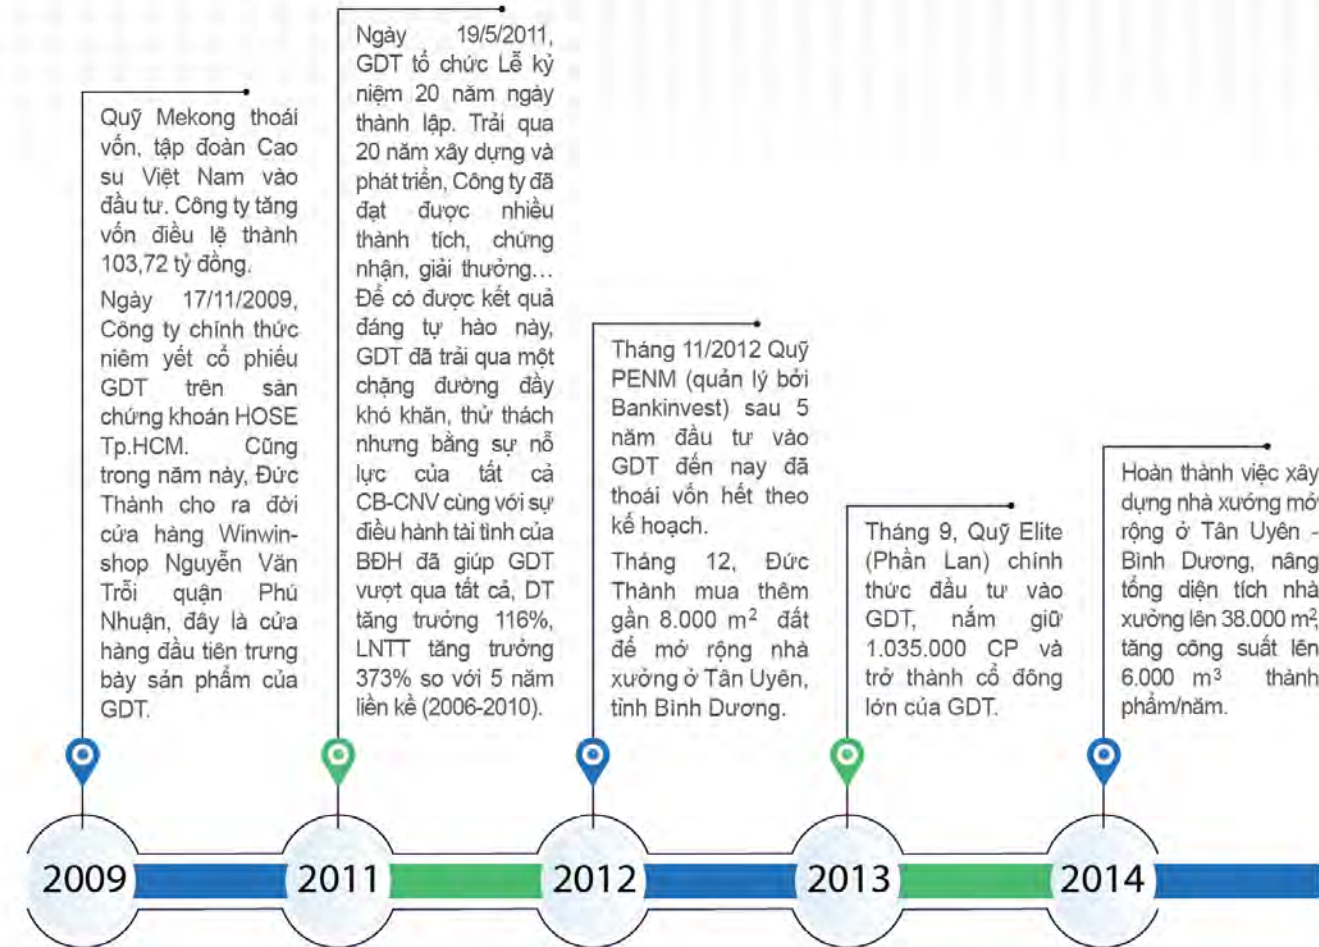 Quỹ Mekong thoái
vốn, tập đoàn Cao
su Việt Nam vào
đầu tư. Công ty tăng
vốn điều lệ thành
103,72 tỷ đồng.
Ngày 17/11/2009,
Công ty chính thức
niêm yết cổ phiếu
GDT trên sàn
chứng khoán HOSE
Tp.HCM. Cũng
trong năm này, Đức
Thành cho ra đời
cửa hàng Winwin-
shop Nguyễn Văn
Trỗi quận Phú
Nhuận, đây là cửa
hàng đầu tiên trưng
bày sản phẩm của
GDT.
Ngày 19/5/2011,
GDT tổ chức Lễ kỷ
niệm 20 năm ngày
thành lập. Trải qua
20 năm xây dựng và
phát triển, Công ty đã
đạt được nhiều
thành tích, chứng
nhận, giải thưởng…
Để có được kết quả
đáng tự hào này,
GDT đã trải qua một
chặng đường đầy
khó khăn, thử thách
nhưng bằng sự nỗ
lực của tất cả
CB-CNV cùng với sự
điều hành tài tình của
BĐH đã giúp GDT
vượt qua tất cả, DT
tăng trưởng 116%,
LNTT tăng trưởng
373% so với 5 năm
liền kề (2006-2010).
Tháng 11/2012 Quỹ
PENM (quản lý bởi
Bankinvest) sau 5
năm đầu tư vào
GDT đến nay đã
thoái vốn hết theo
kế hoạch.
Tháng 12, Đức
Thành mua thêm
gần 8.000 m² đất
để mở rộng nhà
xưởng ở Tân Uyên,
tỉnh Bình Dương.
Tháng 9, Quỹ Elite
(Phần Lan) chính
thức đầu tư vào
GDT, nắm giữ
1.035.000 CP và
trở thành cổ đông
lớn của GDT.
Hoàn thành việc xây
dựng nhà xưởng mở
rộng ở Tân Uyên -
Bình Dương, nâng
tổng diện tích nhà
xưởng lên 38.000 m²,
tăng công suất lên
6.000 m³ thành
phẩm/năm.
2009
2011
2012
2013
2014